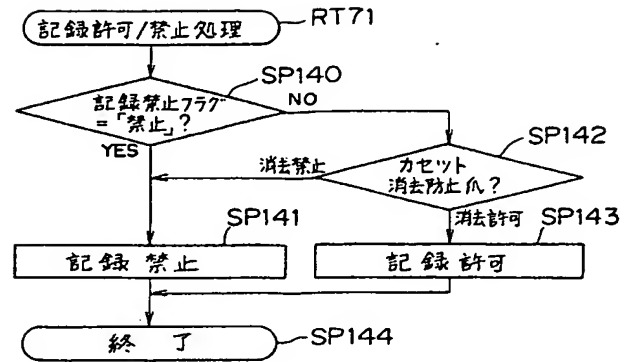 記録許可/禁止処理
RT71
SP140
記録禁止フラグ
=「禁止」?
NO
YES
SP142
カセット
消去防止爪?
消去禁止
消去許可
SP141
記録禁止
SP143
記録許可
終了
SP144